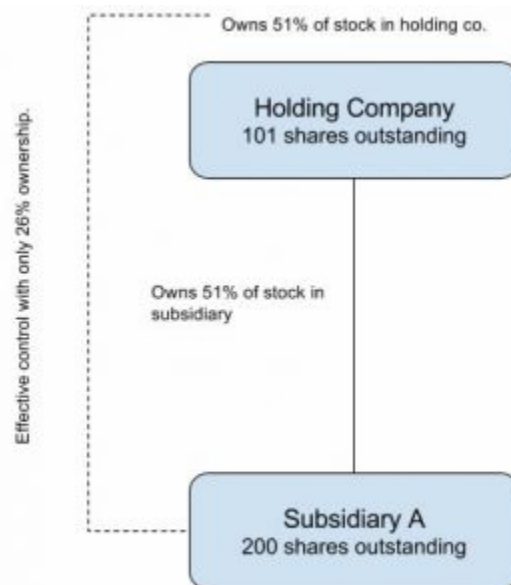 Owns 51% of stock in holding co.
Holding Company
101 shares outstanding
Effective control with only 26% ownership.
Owns 51% of stock in
subsidiary
Subsidiary A
200 shares outstanding